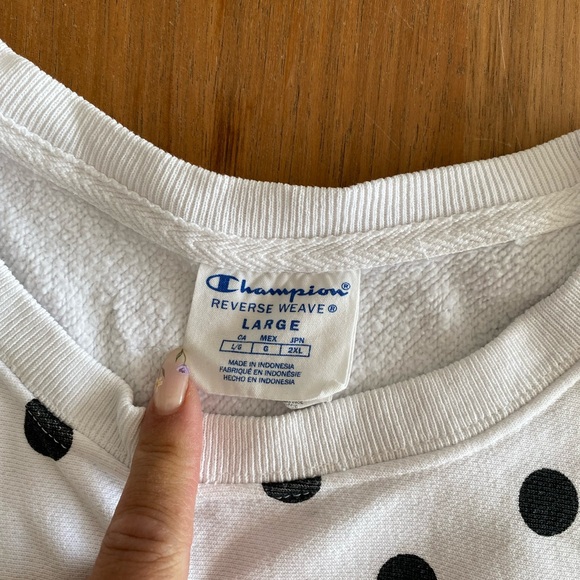 Champion®
REVERSE WEAVE®
LARGE
CA MEX JPN
L/G G 2XL
MADE IN INDONESIA
FABRIQUÉ EN INDONÉSIE
HECHO EN INDONESIA